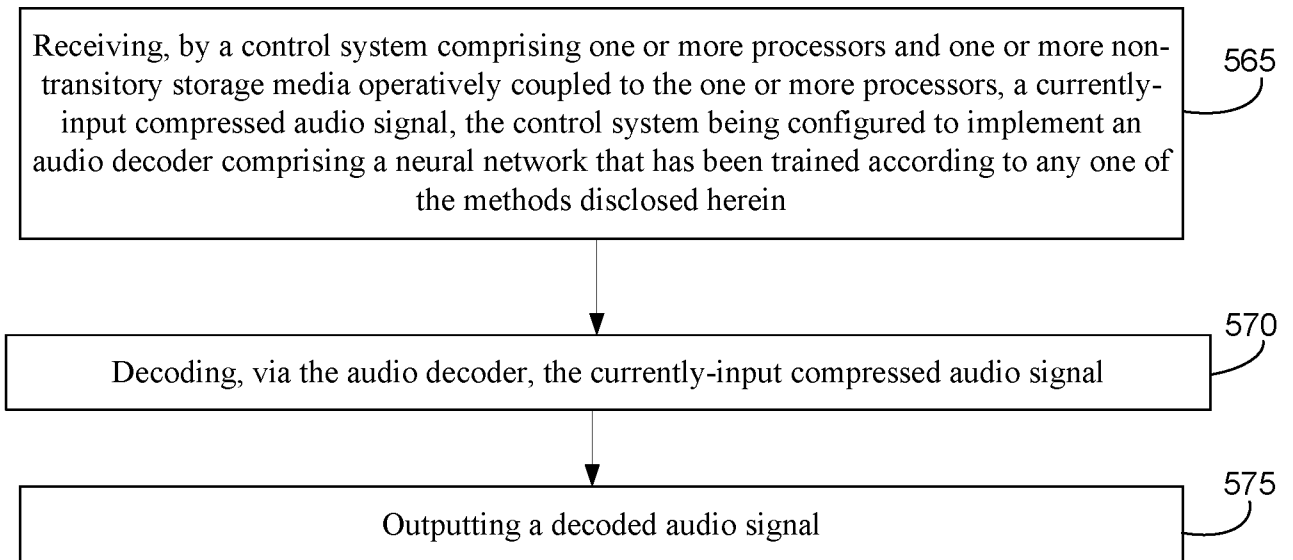 Receiving, by a control system comprising one or more processors and one or more non-
transitory storage media operatively coupled to the one or more processors, a currently-
input compressed audio signal, the control system being configured to implement an
audio decoder comprising a neural network that has been trained according to any one of
the methods disclosed herein
565
Decoding, via the audio decoder, the currently-input compressed audio signal
570
Outputting a decoded audio signal
575